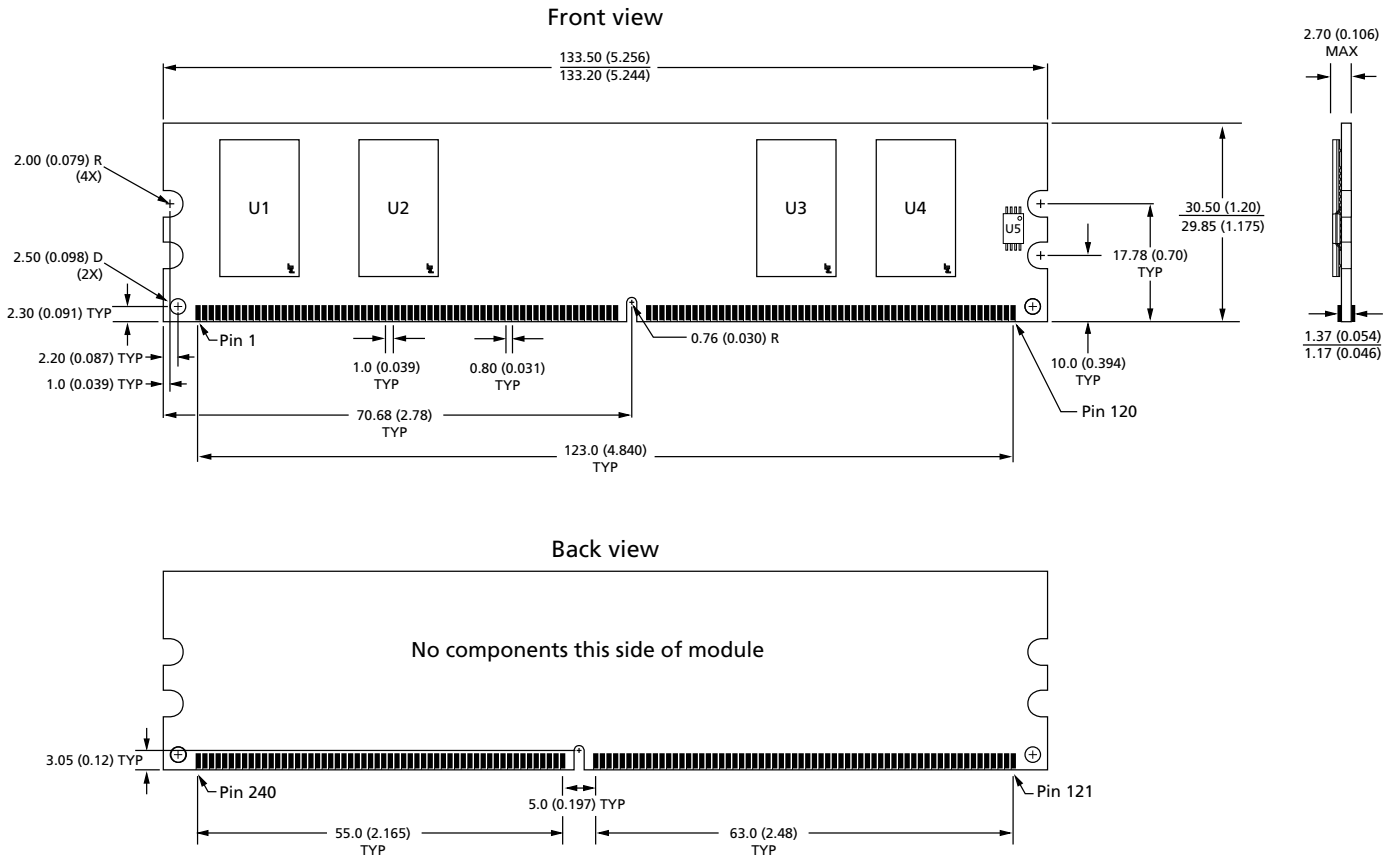 Front view
133.50 (5.256)
133.20 (5.244)
2.70 (0.106)
MAX
2.00 (0.079) R
(4X)
U1
U2
U3
U4
U5
30.50 (1.20)
29.85 (1.175)
17.78 (0.70)
TYP
2.50 (0.098) D
(2X)
2.30 (0.091) TYP
Pin 1
0.76 (0.030) R
1.37 (0.054)
1.17 (0.046)
2.20 (0.087) TYP
1.0 (0.039)
TYP
0.80 (0.031)
TYP
10.0 (0.394)
TYP
1.0 (0.039) TYP
70.68 (2.78)
TYP
Pin 120
123.0 (4.840)
TYP
Back view
No components this side of module
3.05 (0.12) TYP
Pin 240
5.0 (0.197) TYP
Pin 121
55.0 (2.165)
TYP
63.0 (2.48)
TYP